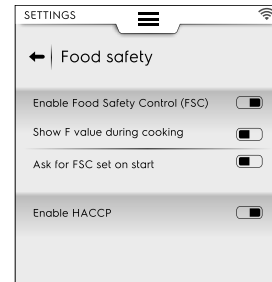 SETTINGS
Food safety
Enable Food Safety Control (FSC)
Show F value during cooking
Ask for FSC set on start
Enable HACCP